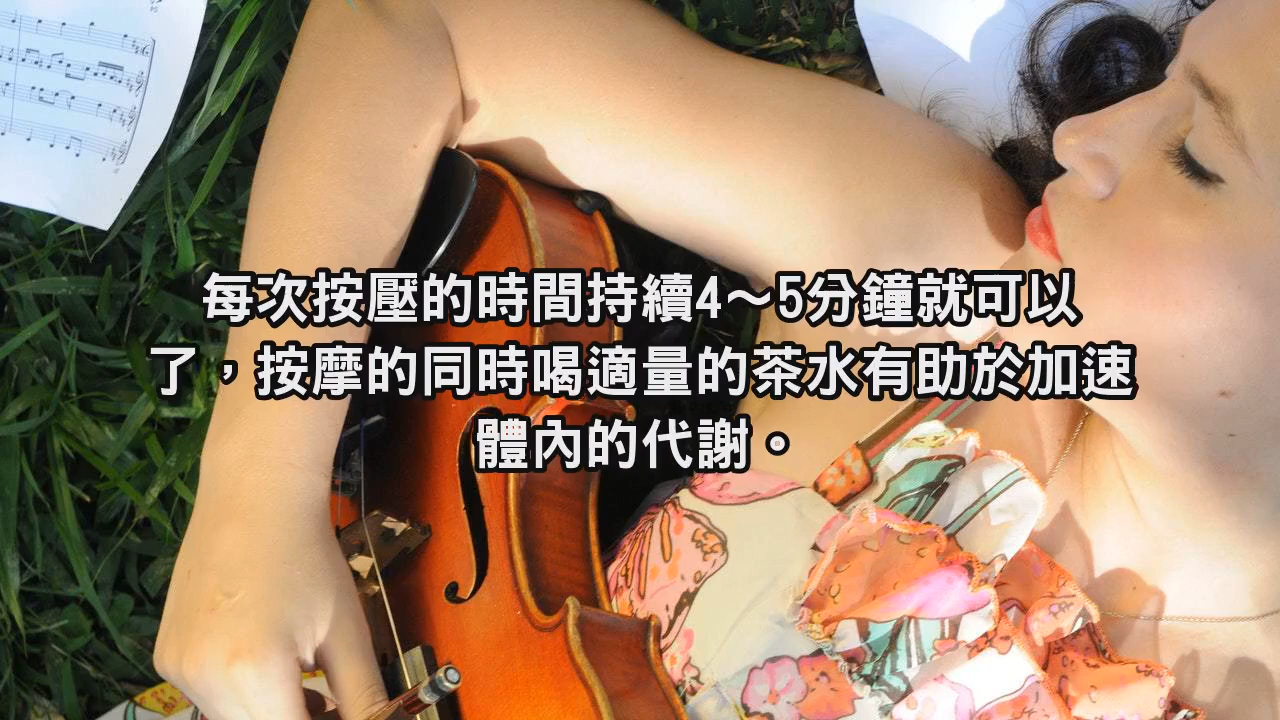 每次按壓的時間持續4～5分鐘就可以
了，按摩的同時喝適量的茶水有助於加速
體內的代謝。